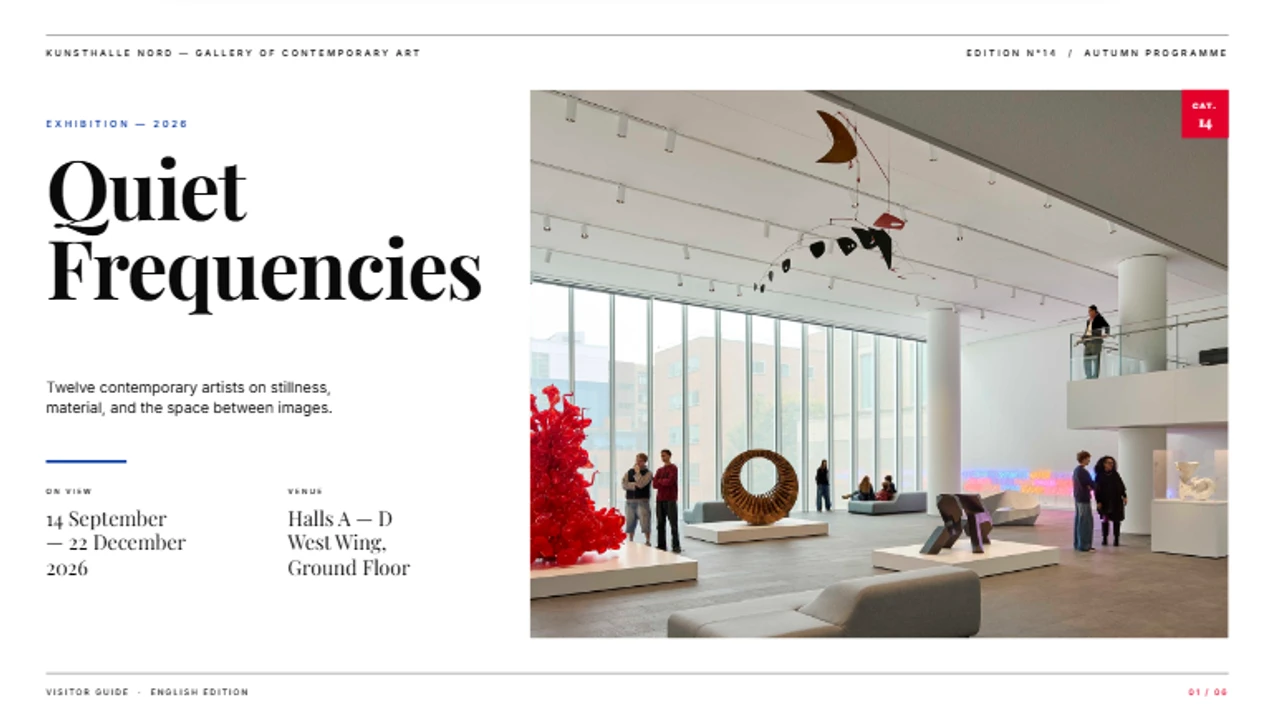 KUNSTHALLE NORD — GALLERY OF CONTEMPORARY ART
EDITION N°14 / AUTUMN PROGRAMME
EXHIBITION — 2026
Quiet
Frequencies
CAT.
14
Twelve contemporary artists on stillness,
material, and the space between images.
ON VIEW
14 September
— 22 December
2026
VENUE
Halls A — D
West Wing,
Ground Floor
VISITOR GUIDE · ENGLISH EDITION
01 / 06